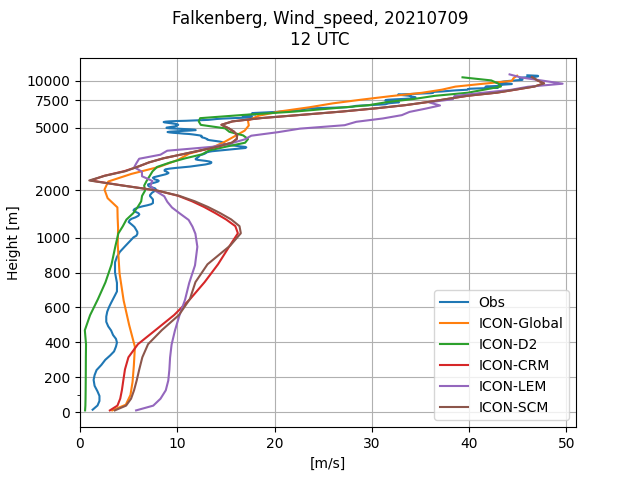 Falkenberg, Wind_speed, 20210709
12 UTC
10000
7500
5000
2000
1000
800
600
400
200
0
Height [m]
Obs
ICON-Global
ICON-D2
ICON-CRM
ICON-LEM
ICON-SCM
0 10 20 30 40 50
[m/s]